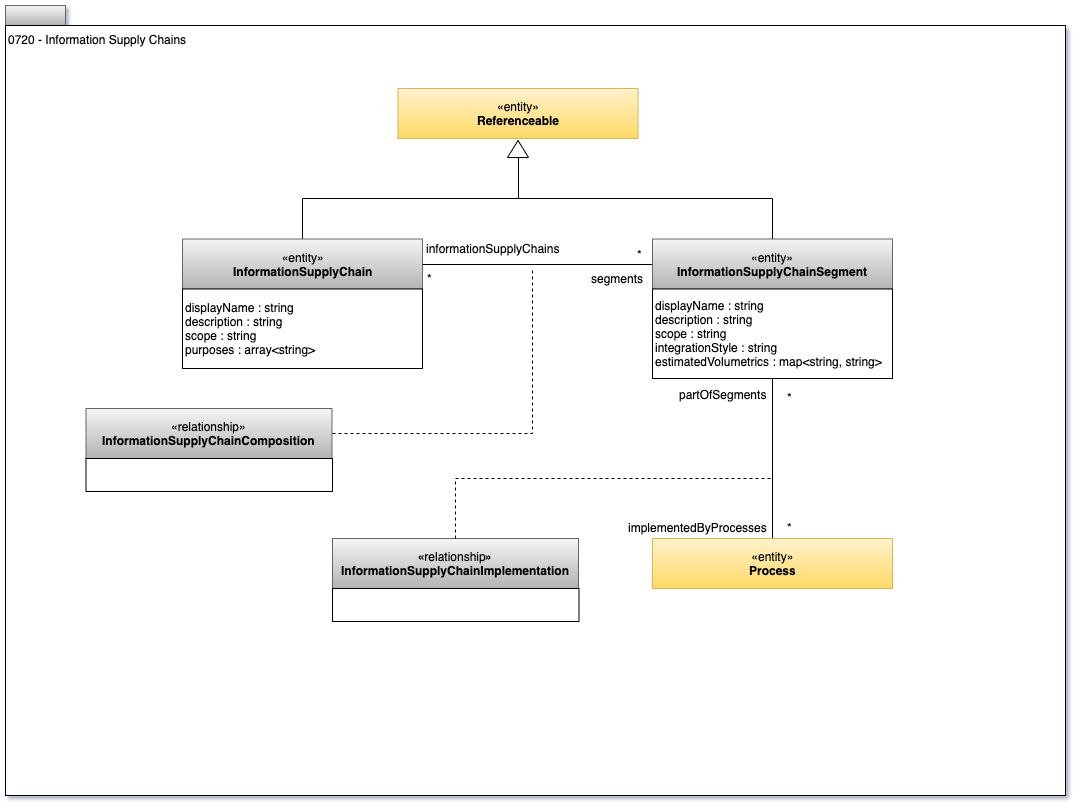 0720 - Information Supply Chains
«entity»
Referenceable
«entity»
InformationSupplyChain
displayName : string
description : string
scope : string
purposes : array<string>
informationSupplyChains
*
*
segments
«entity»
InformationSupplyChainSegment
displayName : string
description : string
scope : string
integrationStyle : string
estimatedVolumetrics : map<string, string>
partOfSegments
*
«relationship»
InformationSupplyChainComposition
implementedByProcesses
*
«relationship»
InformationSupplyChainImplementation
«entity»
Process